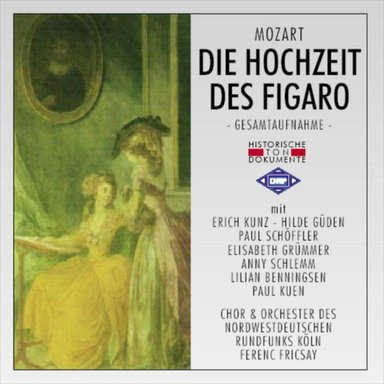 MOZART
DIE HOCHZEIT
DES FIGARO
- GESAMTAUFNAHME -
HISTORISCHE
TON
DOKUMENTE
mit
ERICH KUNZ - HILDE GÜDEN
PAUL SCHÖFFLER
ELISABETH GRÜMMER
ANNY SCHLEMM
LILIAN BENNINGSEN
PAUL KUEN
CHOR & ORCHESTER DES
NORDWESTDEUTSCHEN
RUNDFUNKS KÖLN
FERENC FRICSAY